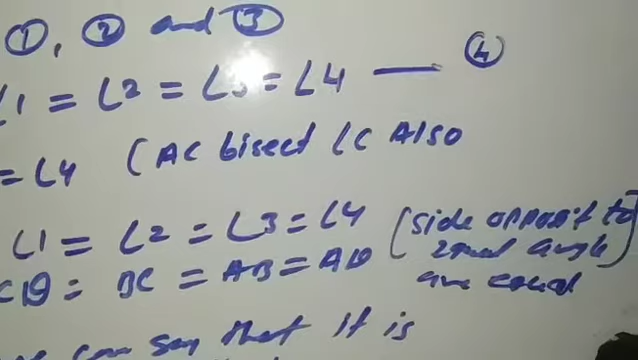 ①, ② and ③
∠1 = ∠2 = ∠3 = ∠4 — ④
= ∠4 (AC bisect ∠C Also
∠1 = ∠2 = ∠3 = ∠4 (side opposit to
equal angle)
CD = BC = AB = AD are equal
can say that it is